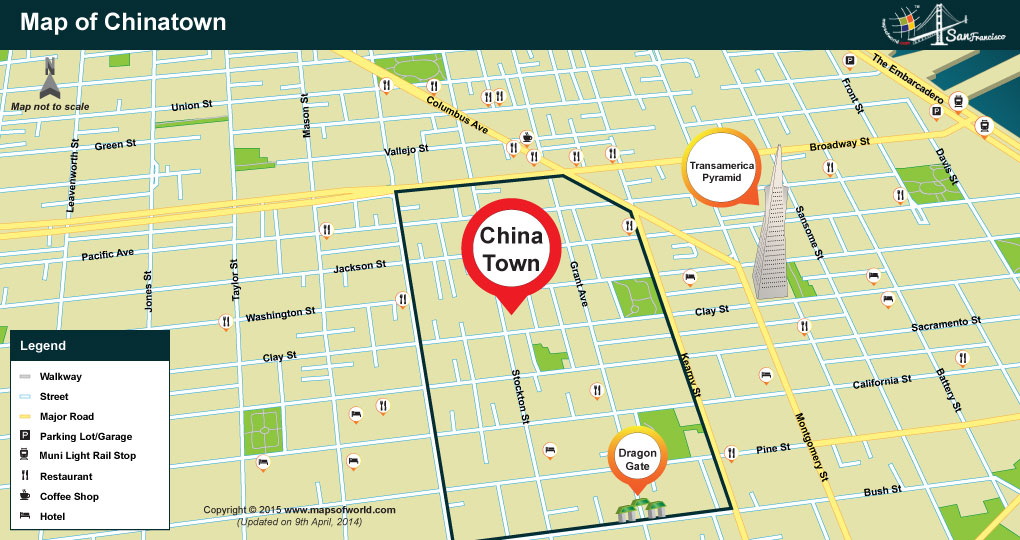 Map of Chinatown
SanFrancisco
N
Map not to scale
Union St
Mason St
Columbus Ave
Front St
The Embarcadero
P
P
Green St
Vallejo St
Broadway St
Davis St
Leavenworth St
Transamerica
Pyramid
Sansome St
China
Town
Pacific Ave
Jones St
Taylor St
Jackson St
Grant Ave
Washington St
Clay St
Clay St
Sacramento St
Kearny St
California St
Battery St
Stockton St
Montgomery St
Pine St
Bush St
Dragon
Gate
Legend
Walkway
Street
Major Road
P Parking Lot/Garage
Muni Light Rail Stop
Restaurant
Coffee Shop
Hotel
Copyright © 2015 www.mapsofworld.com
(Updated on 9th April, 2014)